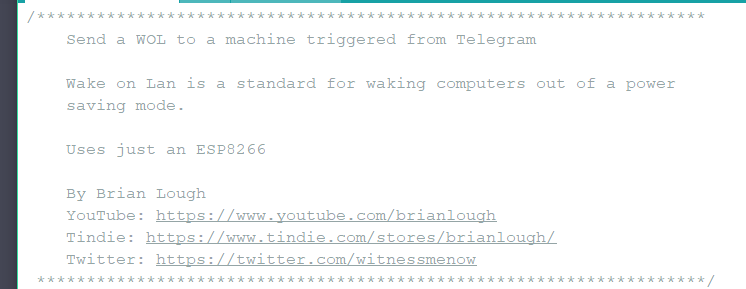 /*******************************************************************
Send a WOL to a machine triggered from Telegram
Wake on Lan is a standard for waking computers out of a power
saving mode.
Uses just an ESP8266
By Brian Lough
YouTube: https://www.youtube.com/brianlough
Tindie: https://www.tindie.com/stores/brianlough/
Twitter: https://twitter.com/witnessmenow
*******************************************************************/